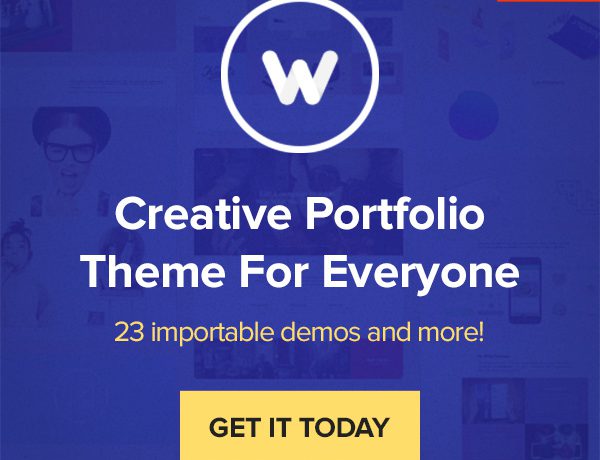 W
Creative Portfolio
Theme For Everyone
23 importable demos and more!
GET IT TODAY